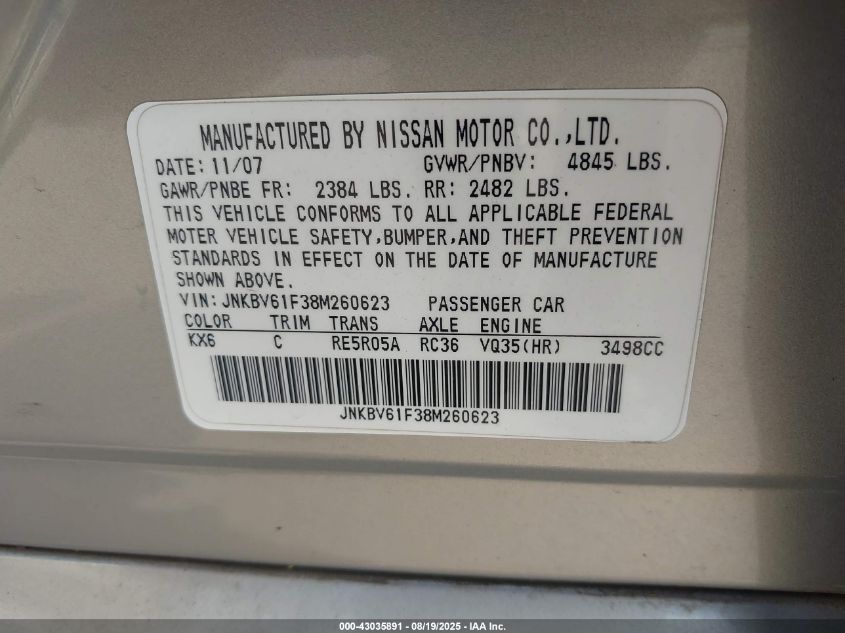 MANUFACTURED BY NISSAN MOTOR CO.,LTD.
DATE: 11/07 GVWR/PNBV: 4845 LBS.
GAWR/PNBE FR: 2384 LBS. RR: 2482 LBS.
THIS VEHICLE CONFORMS TO ALL APPLICABLE FEDERAL
MOTER VEHICLE SAFETY,BUMPER,AND THEFT PREVENTION
STANDARDS IN EFFECT ON THE DATE OF MANUFACTURE
SHOWN ABOVE.
VIN: JNKBV61F38M260623 PASSENGER CAR
COLOR TRIM TRANS AXLE ENGINE
KX6 C RE5R05A RC36 VQ35(HR) 3498CC
JNKBV61F38M260623
000-43035891 - 08/19/2025 - IAA Inc.